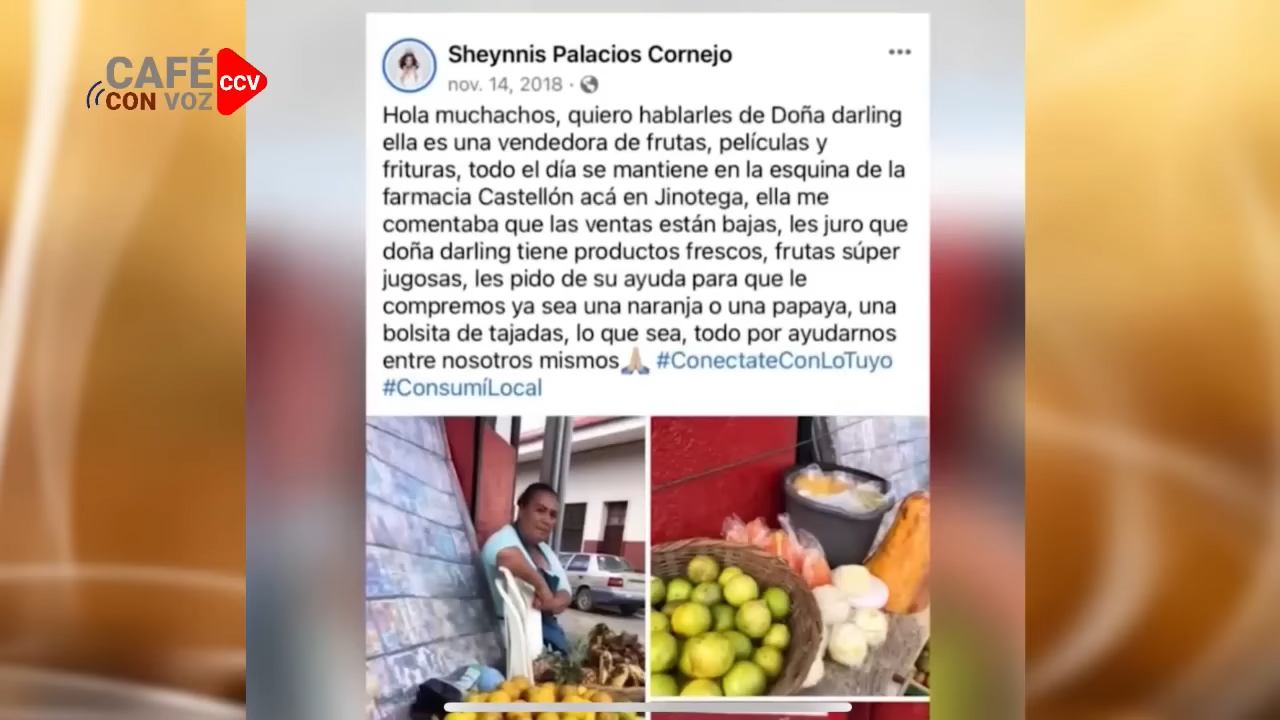 CAFÉ
CON VOZ
CCV
Sheynnis Palacios Cornejo
nov. 14, 2018 ·
Hola muchachos, quiero hablarles de Doña darling
ella es una vendedora de frutas, películas y
frituras, todo el día se mantiene en la esquina de la
farmacia Castellón acá en Jinotega, ella me
comentaba que las ventas están bajas, les juro que
doña darling tiene productos frescos, frutas súper
jugosas, les pido de su ayuda para que le
compremos ya sea una naranja o una papaya, una
bolsita de tajadas, lo que sea, todo por ayudarnos
entre nosotros mismos🙏🏼 #ConectateConLoTuyo
#ConsumíLocal